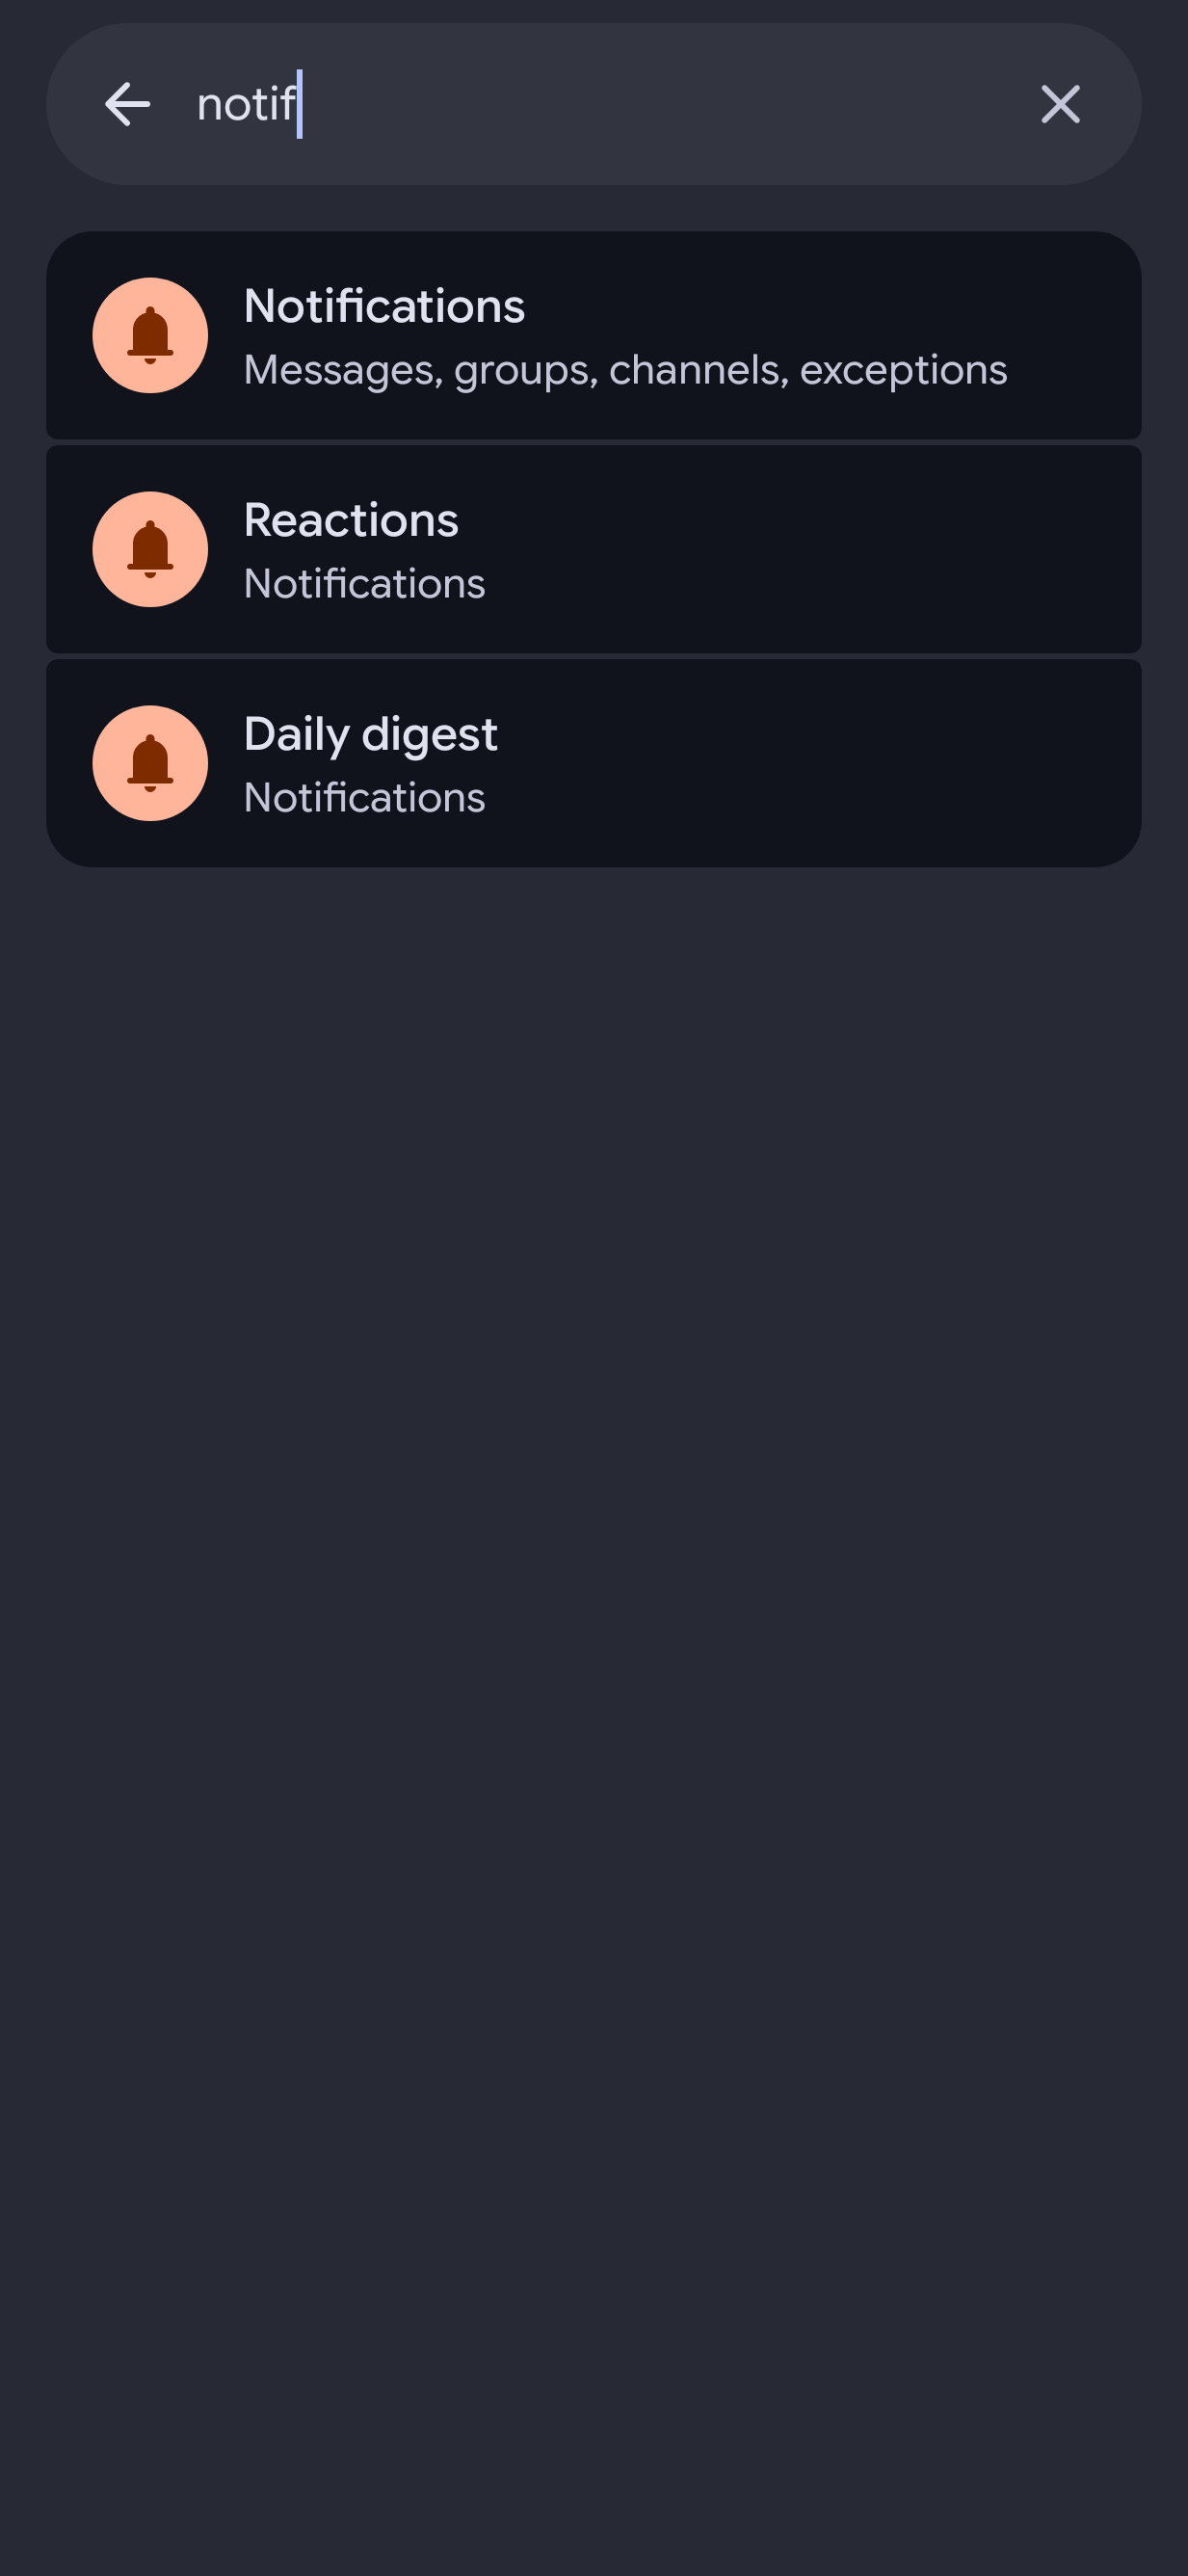 notif
Notifications
Messages, groups, channels, exceptions
Reactions
Notifications
Daily digest
Notifications